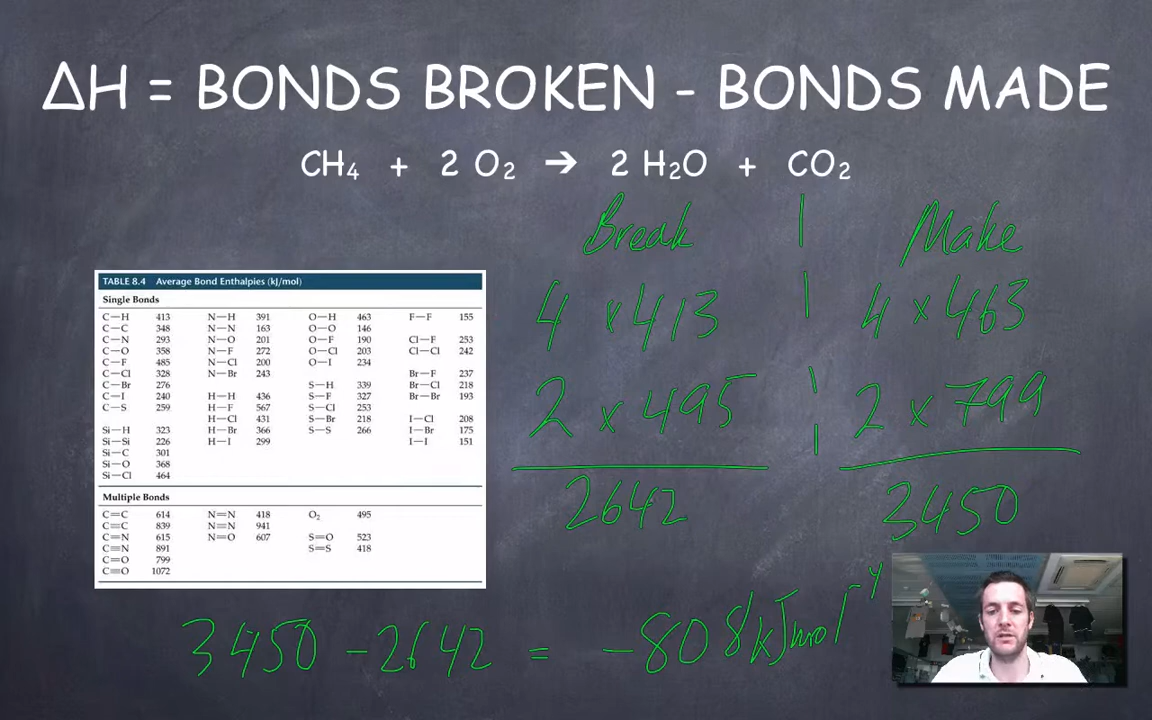 ΔH = BONDS BROKEN - BONDS MADE
CH₄ + 2 O₂ → 2 H₂O + CO₂
Break Make
4 × 413 4 × 463
2 × 495 2 × 799
2642 3450
3450 - 2642 = - 808 kJmol⁻¹
TABLE 8.4 Average Bond Enthalpies (kJ/mol)
Single Bonds
C—H 413 N—H 391 O—H 463 F—F 155
C—C 348 N—N 163 O—O 146
C—N 293 N—O 201 O—F 190 Cl—F 253
C—O 358 N—F 272 O—Cl 203 Cl—Cl 242
C—F 485 N—Cl 200 O—I 234
C—Cl 328 N—Br 243 Br—F 237
C—Br 276 S—H 339 Br—Cl 218
C—I 240 H—H 436 S—F 327 Br—Br 193
C—S 259 H—F 567 S—Cl 253
H—Cl 431 S—Br 218 I—Cl 208
Si—H 323 H—Br 366 S—S 266 I—Br 175
Si—Si 226 H—I 299 I—I 151
Si—C 301
Si—O 368
Si—Cl 464
Multiple Bonds
C=C 614 N=N 418 O₂ 495
C≡C 839 N≡N 941
C=N 615 N=O 607 S=O 523
C≡N 891 S=S 418
C=O 799
C≡O 1072